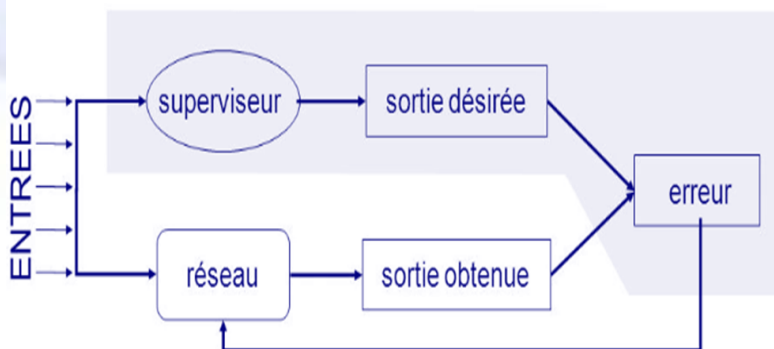 ENTREES
superviseur
sortie désirée
erreur
réseau
sortie obtenue